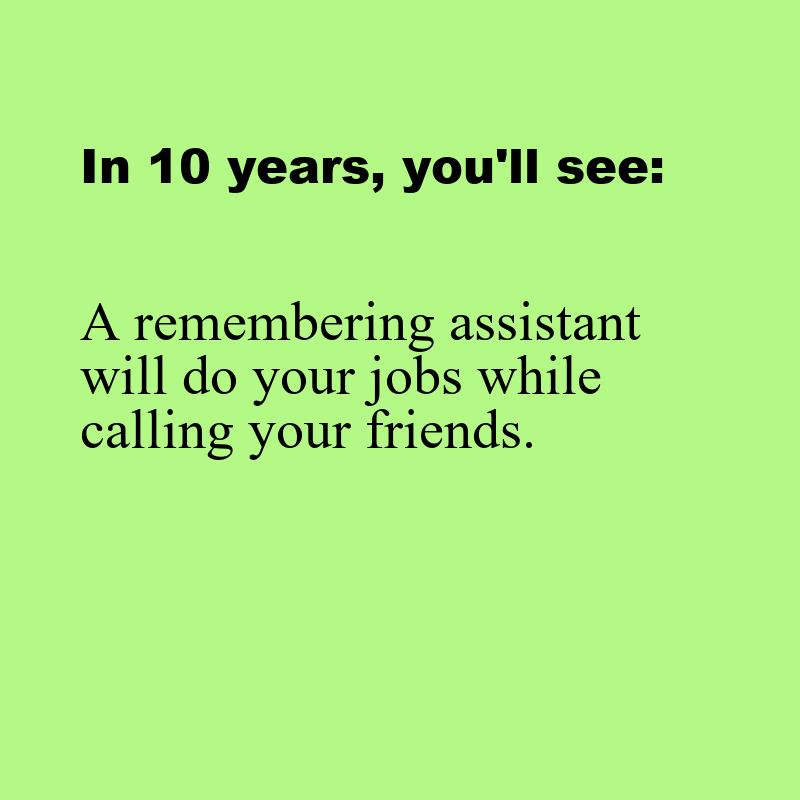 In 10 years, you'll see:
A remembering assistant
will do your jobs while
calling your friends.